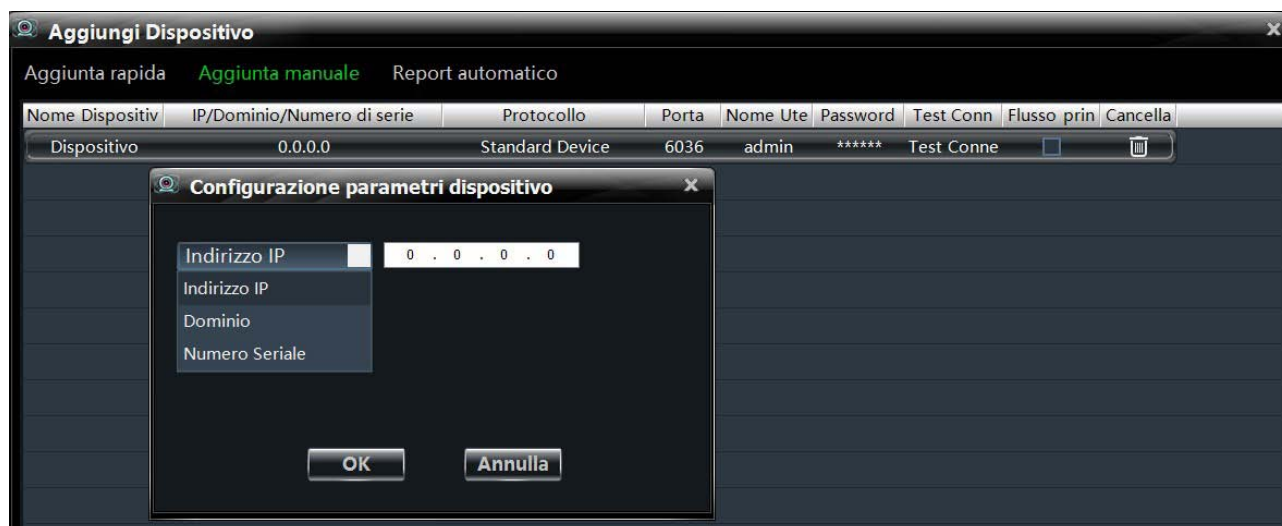 Aggiungi Dispositivo x
Aggiunta rapida Aggiunta manuale Report automatico
Nome Dispositiv IP/Dominio/Numero di serie Protocollo Porta Nome Ute Password Test Conn Flusso prin Cancella
Dispositivo 0.0.0.0 Standard Device 6036 admin ****** Test Conne
Configurazione parametri dispositivo x
Indirizzo IP 0 . 0 . 0 . 0
Indirizzo IP
Dominio
Numero Seriale
OK Annulla